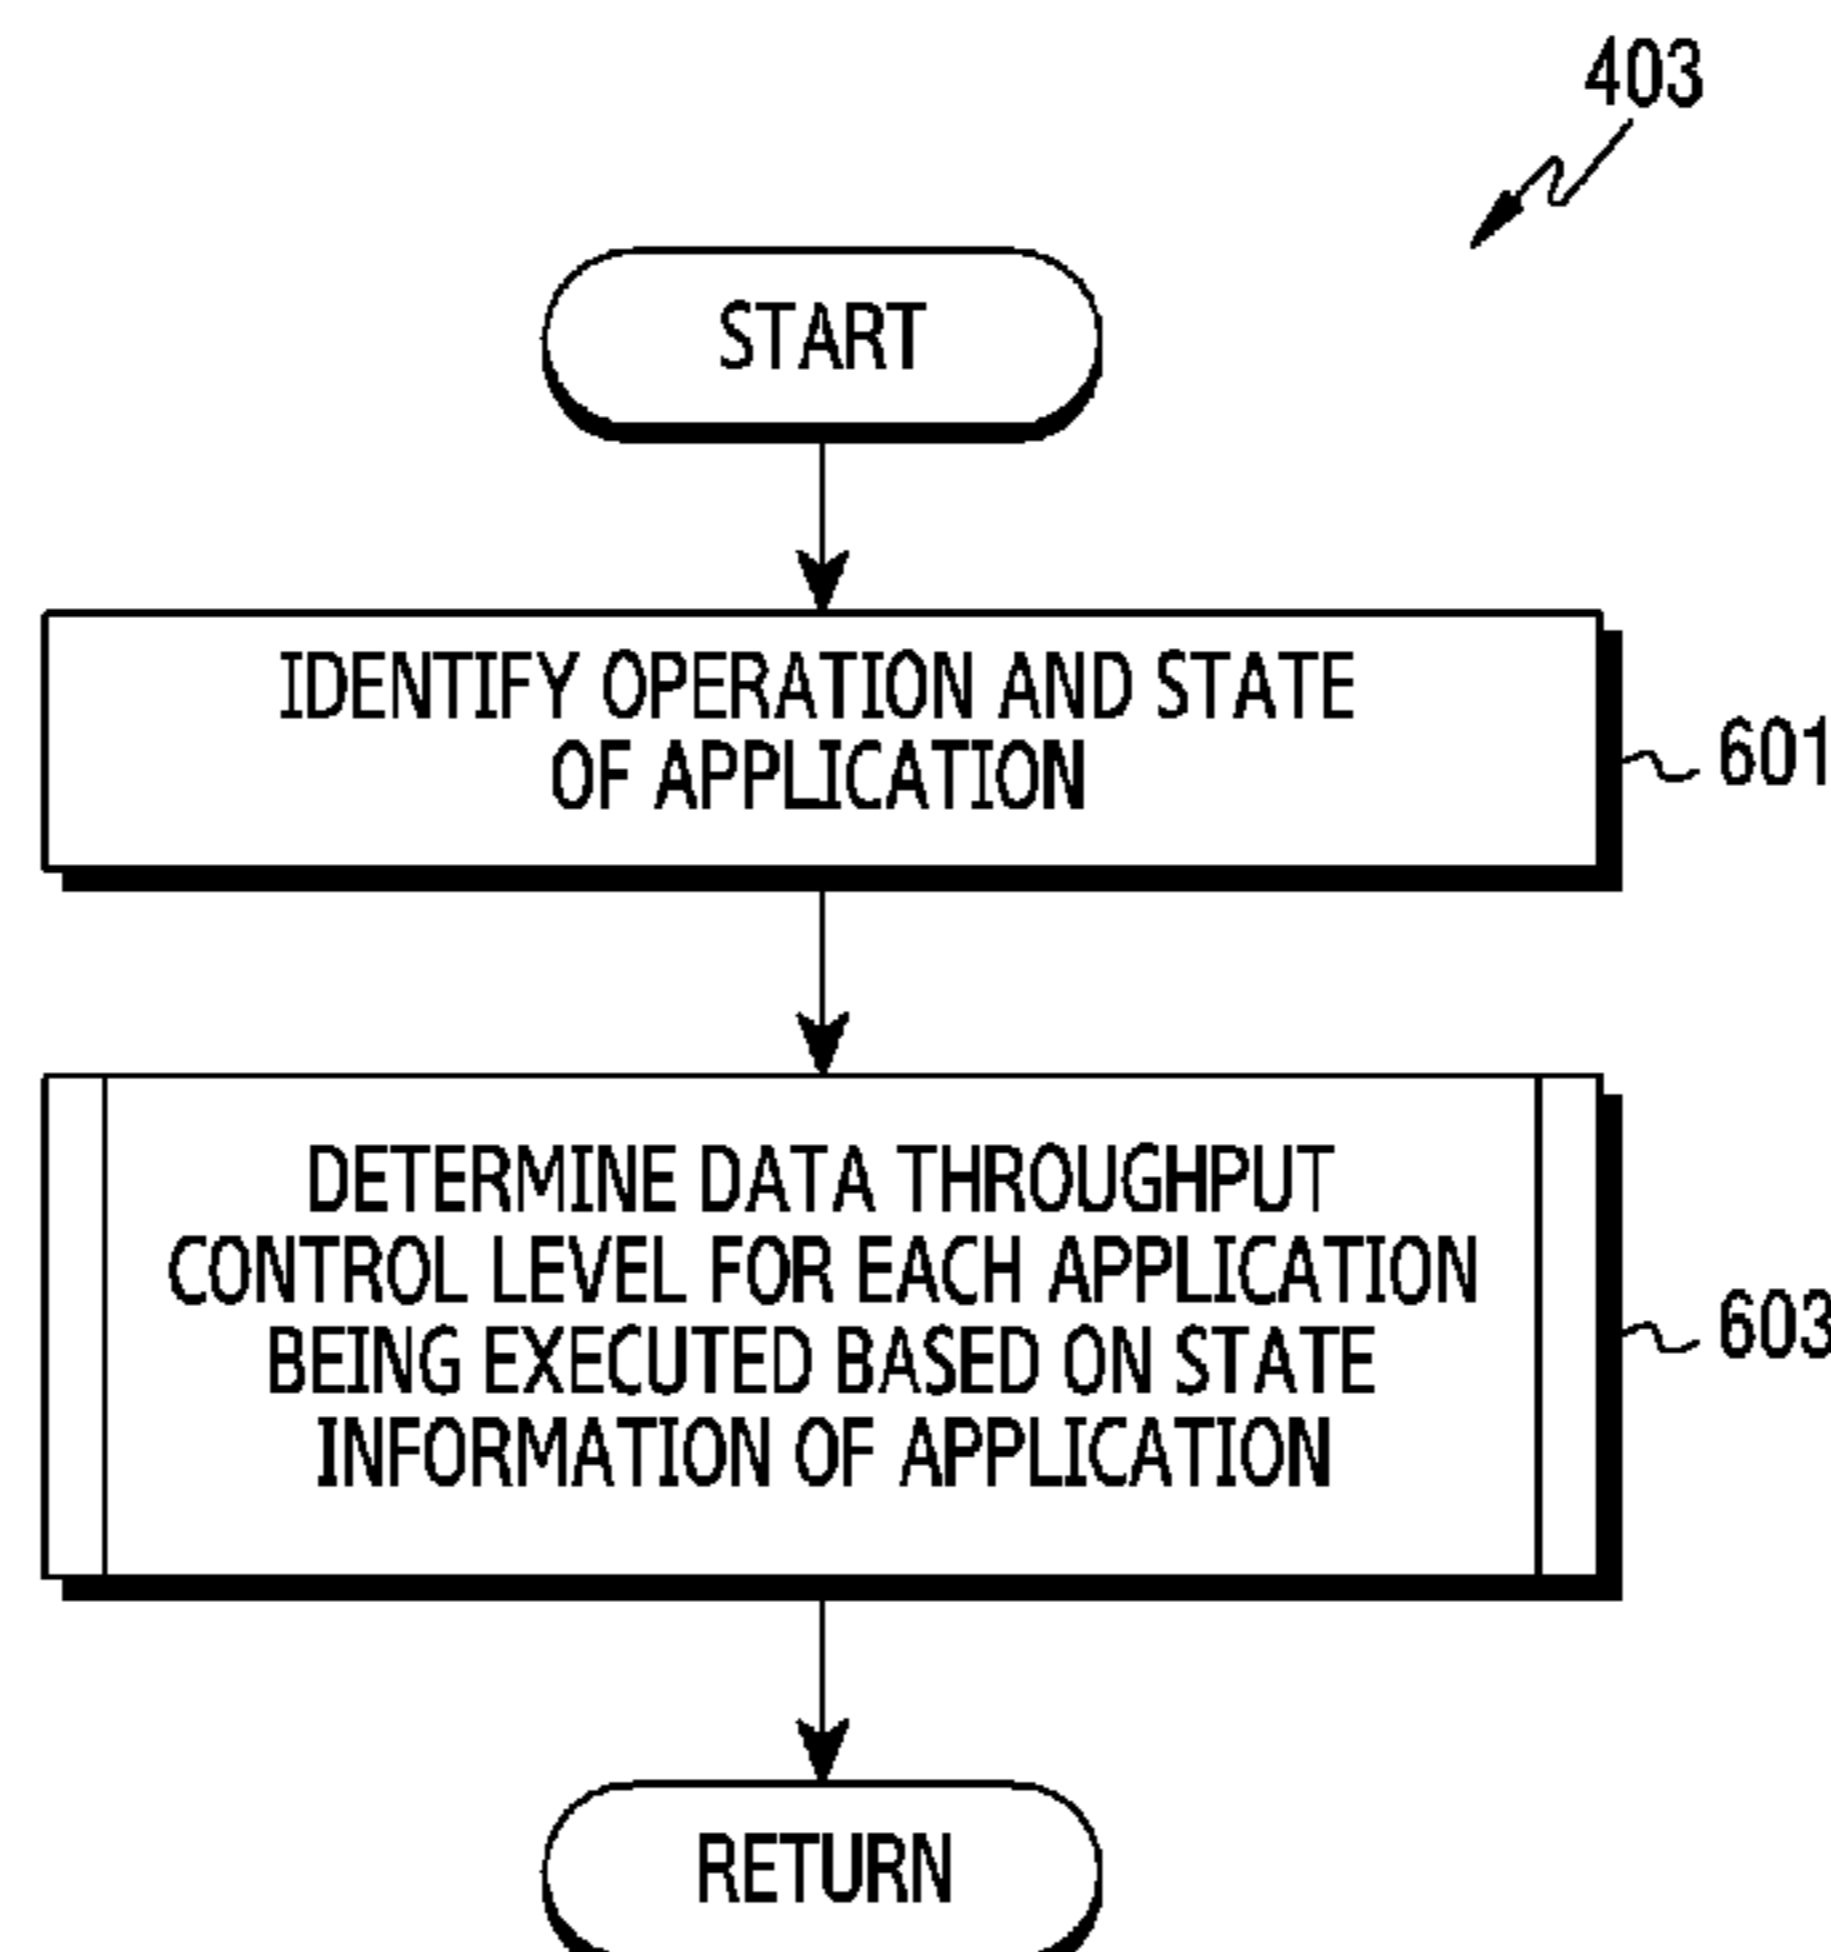 403
START
IDENTIFY OPERATION AND STATE
OF APPLICATION
601
DETERMINE DATA THROUGHPUT
CONTROL LEVEL FOR EACH APPLICATION
BEING EXECUTED BASED ON STATE
INFORMATION OF APPLICATION
603
RETURN